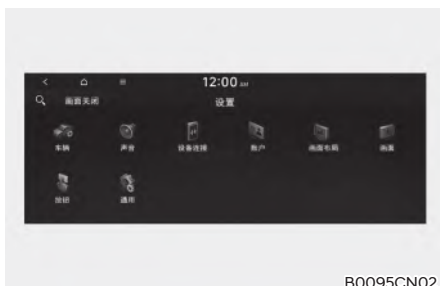 12:00 AM
画面关闭
设置
车辆
声音
设备连接
账户
画面布局
画面
按钮
通用
B0095CN02